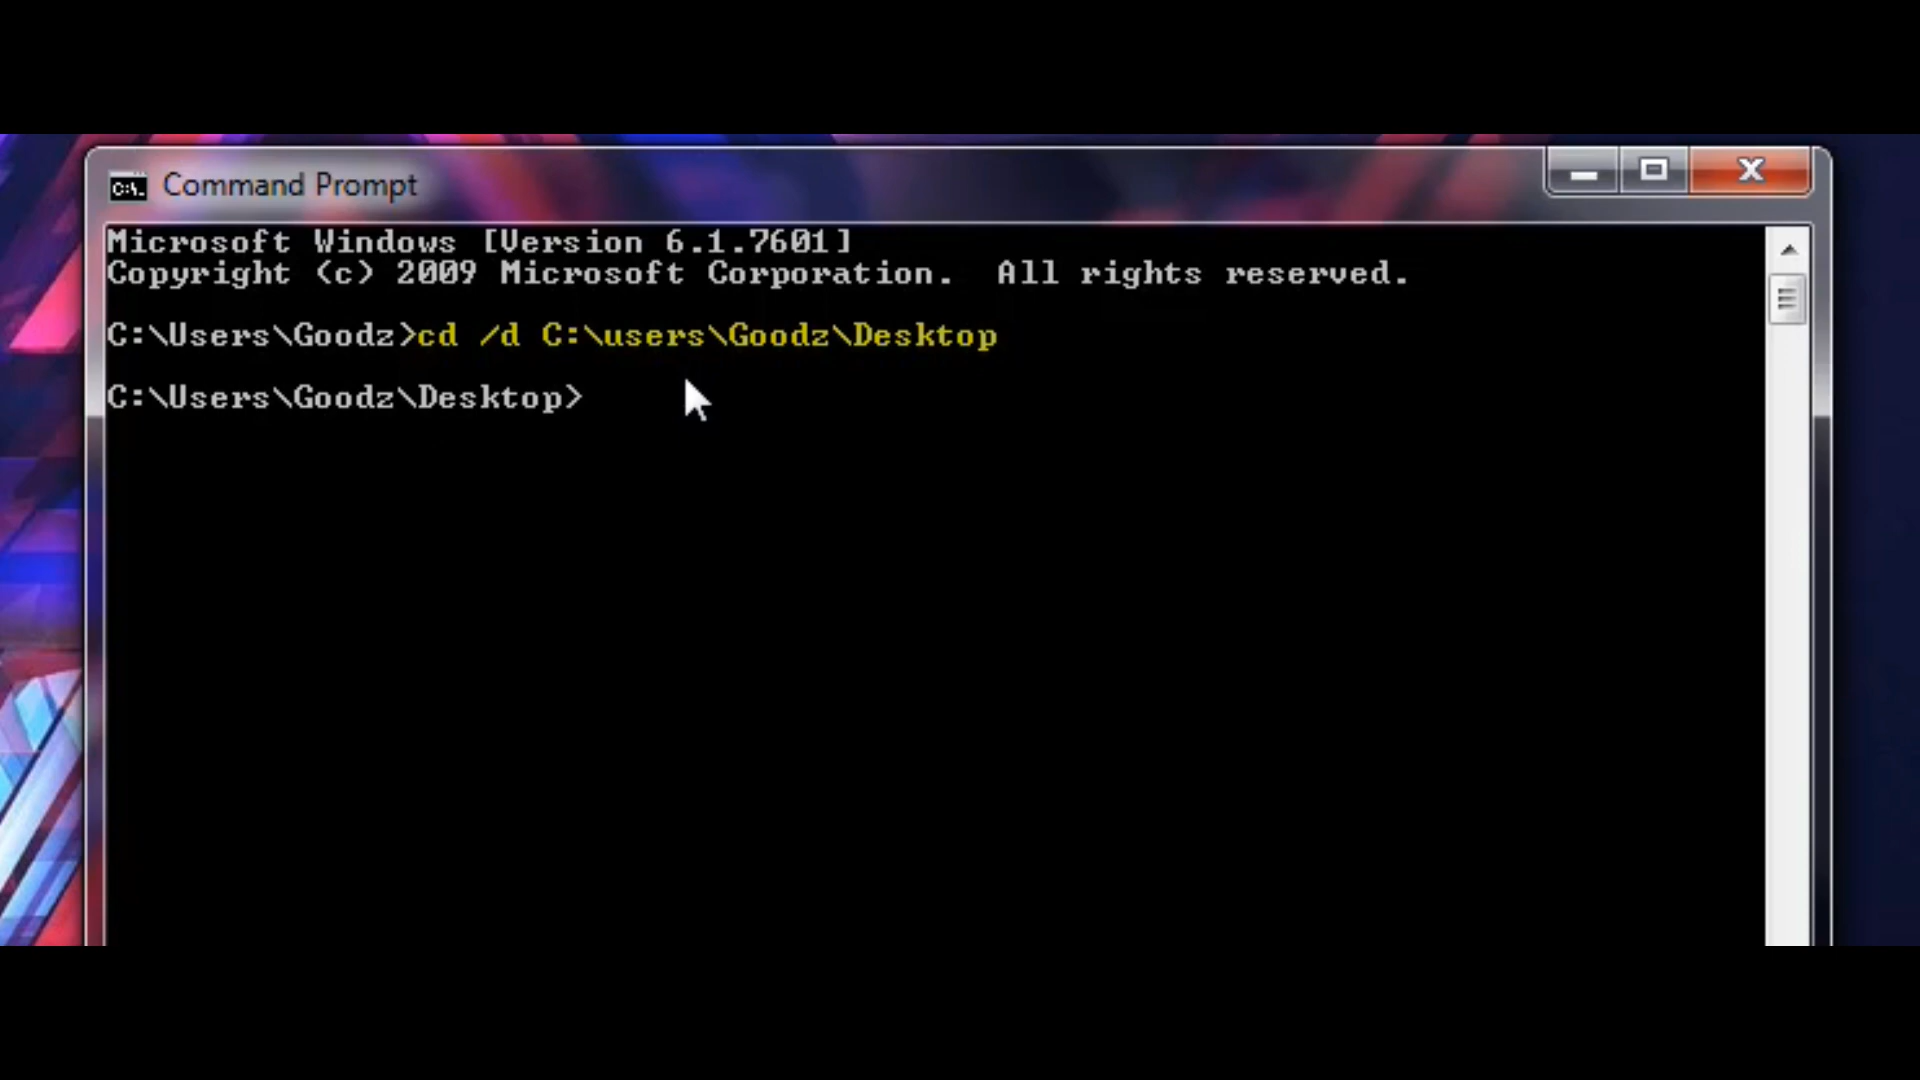 Command Prompt
Microsoft Windows [Version 6.1.7601]
Copyright (c) 2009 Microsoft Corporation.  All rights reserved.
C:\Users\Goodz>cd /d C:\users\Goodz\Desktop
C:\Users\Goodz\Desktop>